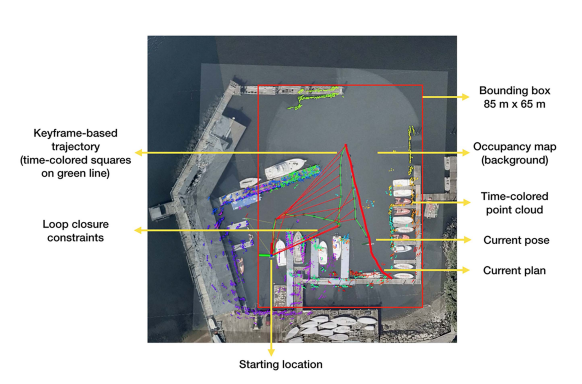 Bounding box
85 m x 65 m
Keyframe-based
trajectory
(time-colored squares
on green line)
Occupancy map
(background)
Time-colored
point cloud
Loop closure
constraints
Current pose
Current plan
Starting location